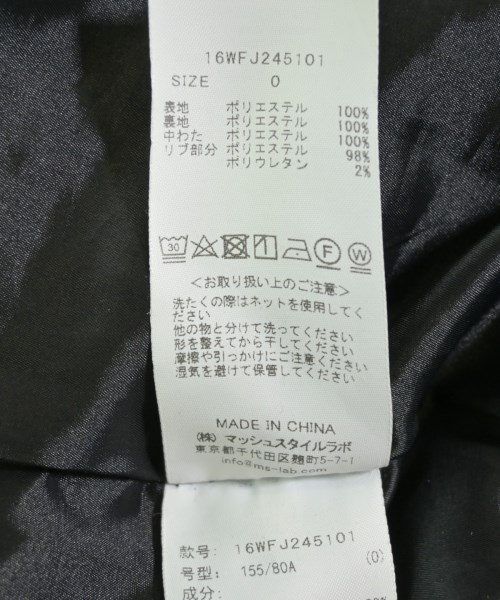 16WFJ245101
SIZE 0
表地 ポリエステル 100%
裏地 ポリエステル 100%
中わた ポリエステル 100%
リブ部分 ポリエステル 98%
ポリウレタン 2%
30 F W
＜お取り扱い上のご注意＞
洗たくの際はネットを使用してく
ださい
他の物と分けて洗ってください
形を整えてから干してください
摩擦や引っかけにご注意ください
湿気を避けて保管してください
MADE IN CHINA
(株) マッシュスタイルラボ
東京都千代田区麹町5-7-1
info@ms-lab.com
款号: 16WFJ245101
号型: 155/80A (0)
成分: